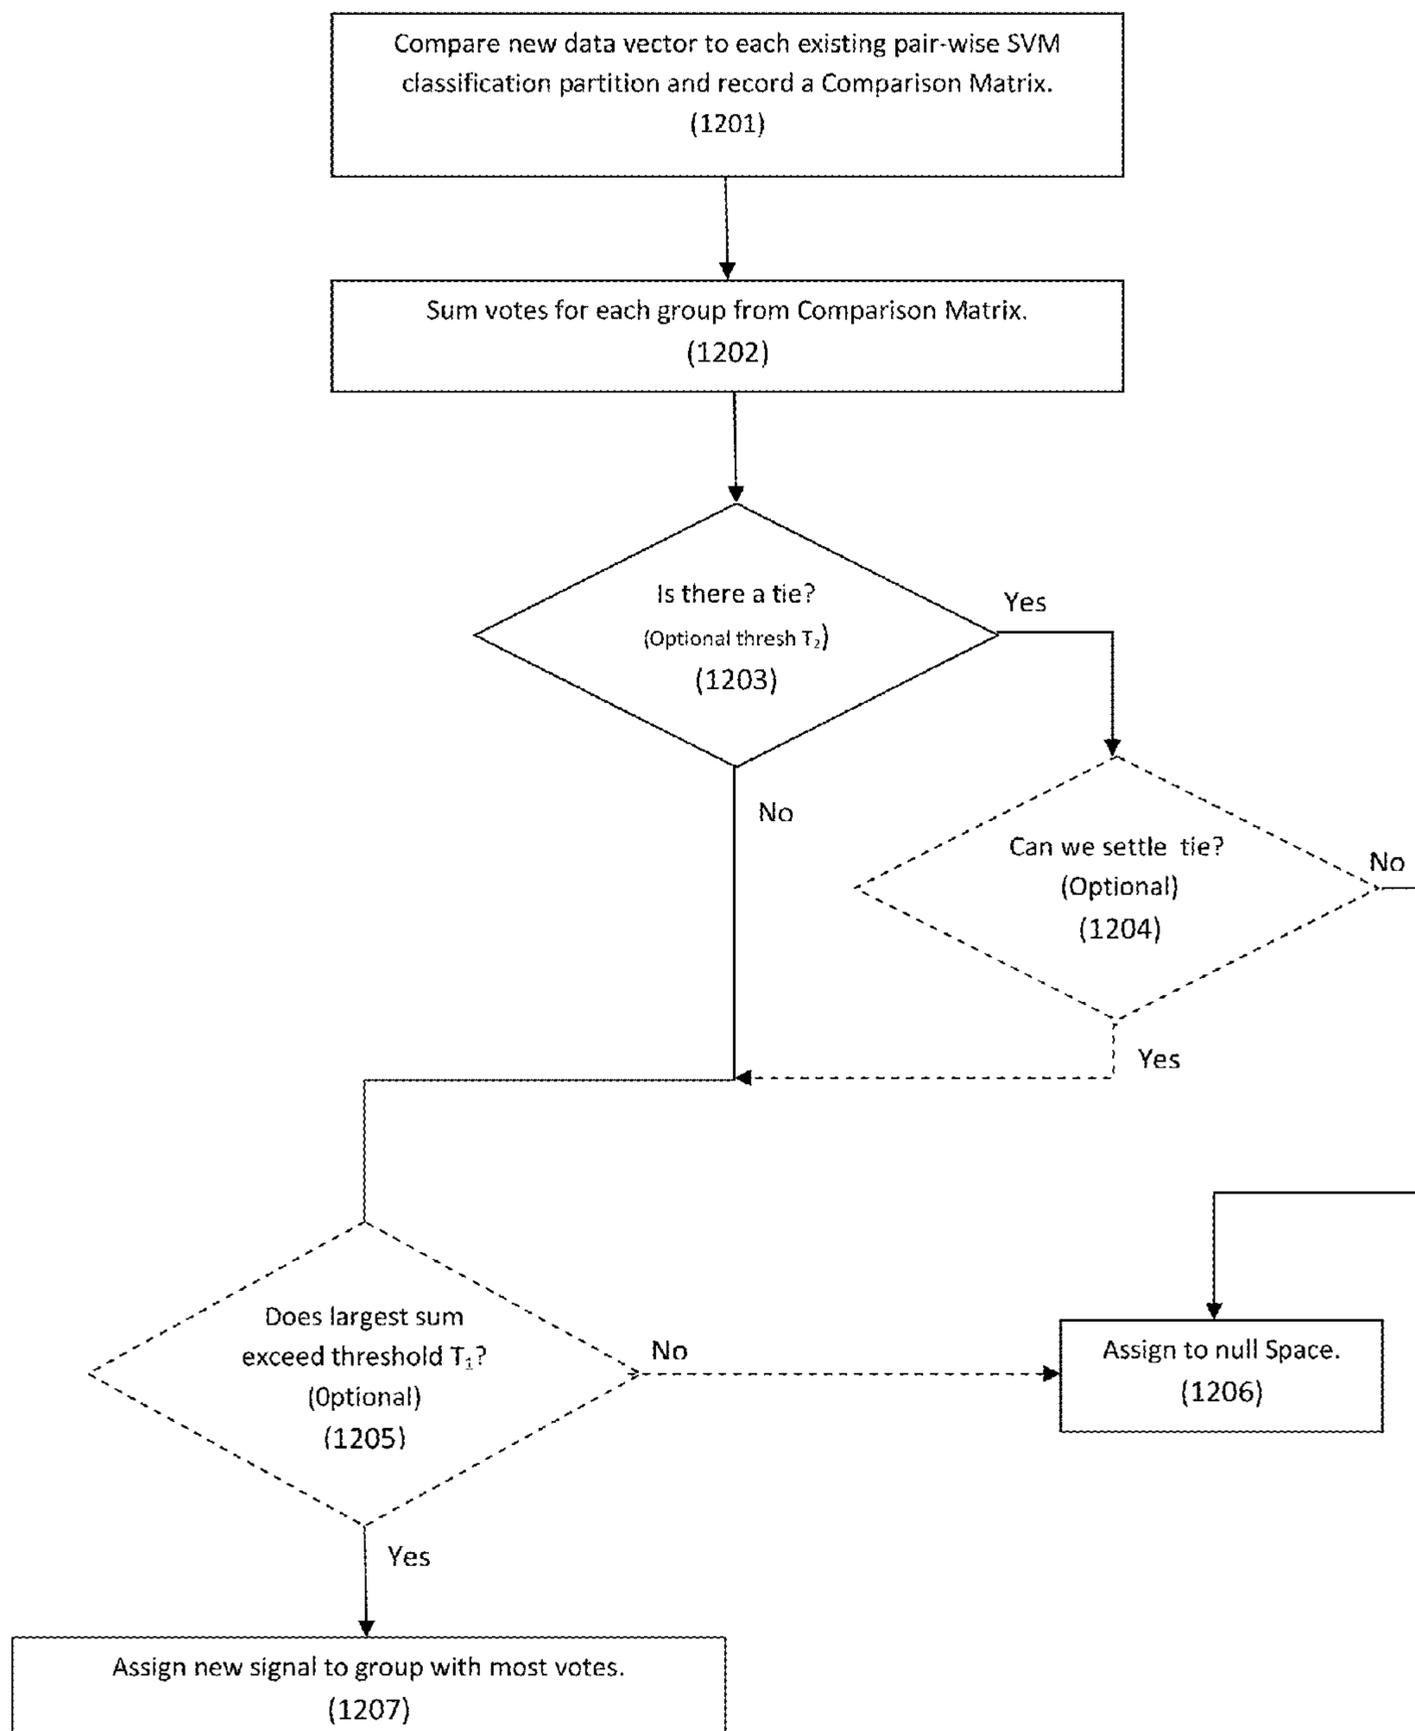 Compare new data vector to each existing pair-wise SVM
classification partition and record a Comparison Matrix.
(1201)
Sum votes for each group from Comparison Matrix.
(1202)
Is there a tie?
(Optional thresh T₂)
(1203)
Yes
No
Can we settle tie?
(Optional)
(1204)
No
Yes
Does largest sum
exceed threshold T₁?
(Optional)
(1205)
No
Assign to null Space.
(1206)
Yes
Assign new signal to group with most votes.
(1207)